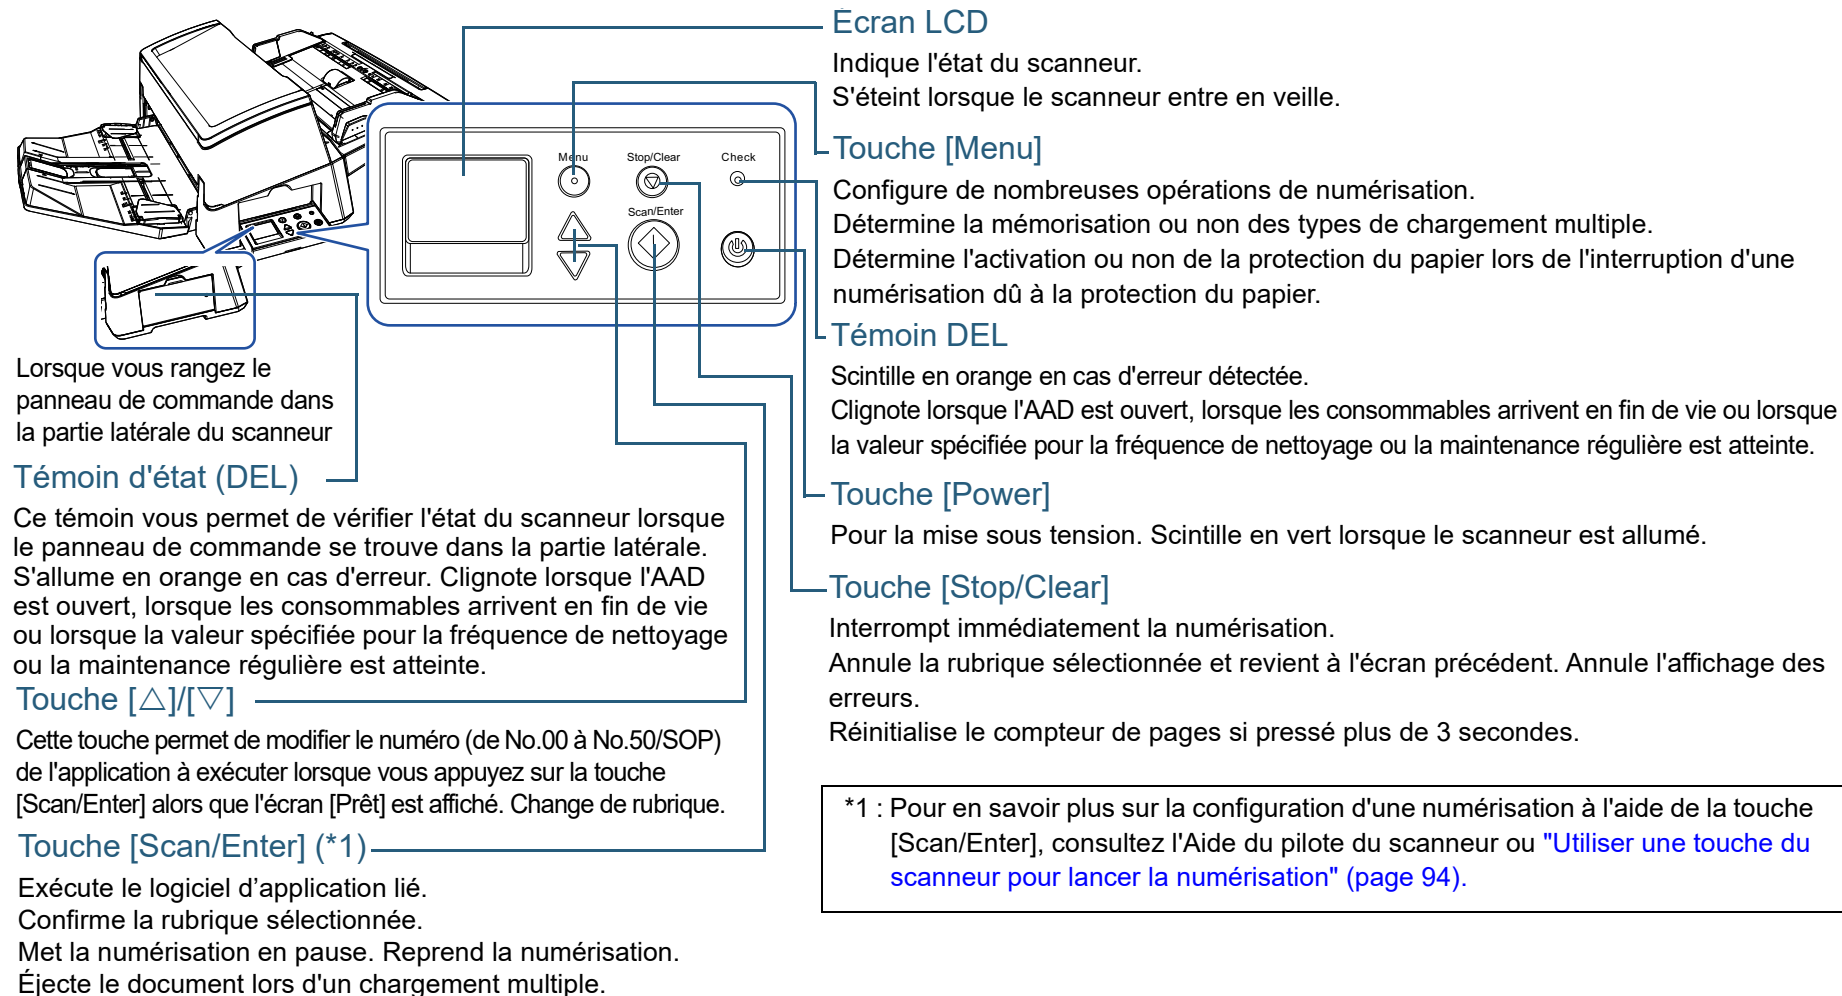 Écran LCD
Indique l'état du scanneur.
S'éteint lorsque le scanneur entre en veille.
Touche [Menu]
Configure de nombreuses opérations de numérisation.
Détermine la mémorisation ou non des types de chargement multiple.
Détermine l'activation ou non de la protection du papier lors de l'interruption d'une
numérisation dû à la protection du papier.
Témoin DEL
Scintille en orange en cas d'erreur détectée.
Clignote lorsque l'AAD est ouvert, lorsque les consommables arrivent en fin de vie ou lorsque
la valeur spécifiée pour la fréquence de nettoyage ou la maintenance régulière est atteinte.
Touche [Power]
Pour la mise sous tension. Scintille en vert lorsque le scanneur est allumé.
Touche [Stop/Clear]
Interrompt immédiatement la numérisation.
Annule la rubrique sélectionnée et revient à l'écran précédent. Annule l'affichage des
erreurs.
Réinitialise le compteur de pages si pressé plus de 3 secondes.
Menu
Stop/Clear
Check
Scan/Enter
Lorsque vous rangez le
panneau de commande dans
la partie latérale du scanneur
Témoin d'état (DEL)
Ce témoin vous permet de vérifier l'état du scanneur lorsque
le panneau de commande se trouve dans la partie latérale.
S'allume en orange en cas d'erreur. Clignote lorsque l'AAD
est ouvert, lorsque les consommables arrivent en fin de vie
ou lorsque la valeur spécifiée pour la fréquence de nettoyage
ou la maintenance régulière est atteinte.
Touche [△]/[▽]
Cette touche permet de modifier le numéro (de No.00 à No.50/SOP)
de l'application à exécuter lorsque vous appuyez sur la touche
[Scan/Enter] alors que l'écran [Prêt] est affiché. Change de rubrique.
Touche [Scan/Enter] (*1)
Exécute le logiciel d’application lié.
Confirme la rubrique sélectionnée.
Met la numérisation en pause. Reprend la numérisation.
Éjecte le document lors d'un chargement multiple.
*1 : Pour en savoir plus sur la configuration d'une numérisation à l'aide de la touche
[Scan/Enter], consultez l'Aide du pilote du scanneur ou "Utiliser une touche du
scanneur pour lancer la numérisation" (page 94).